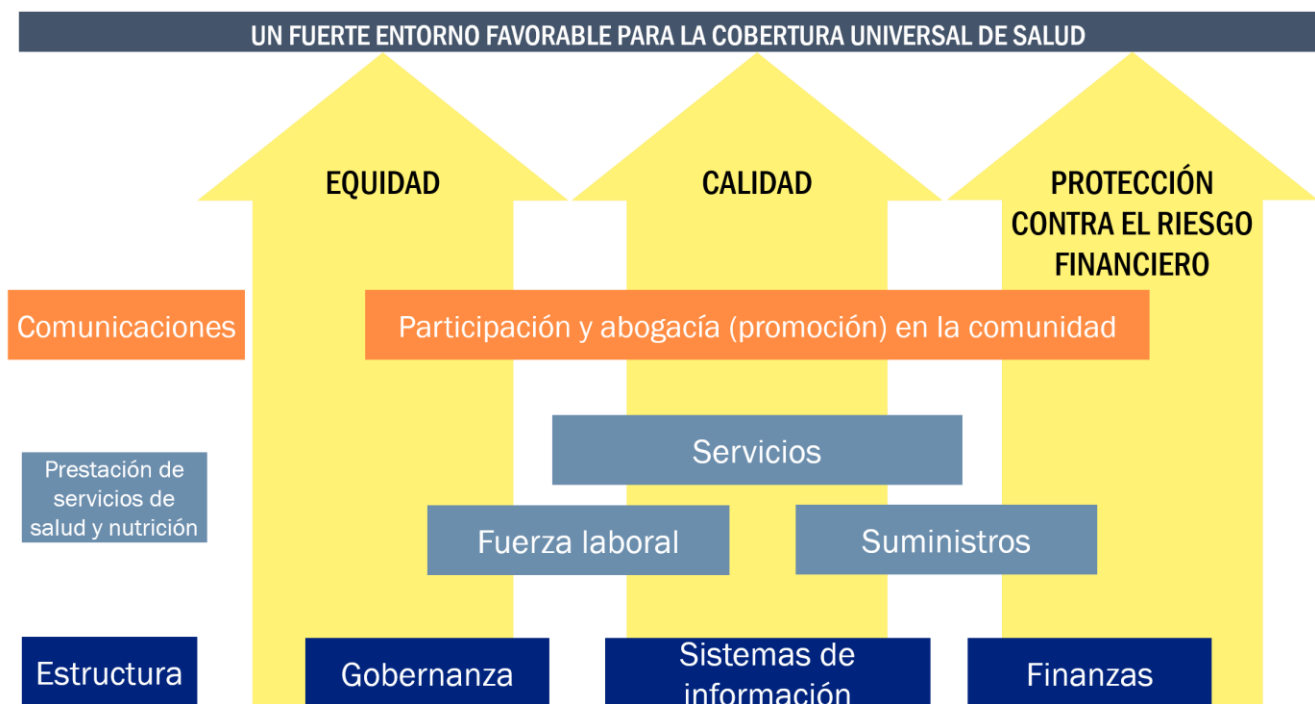 UN FUERTE ENTORNO FAVORABLE PARA LA COBERTURA UNIVERSAL DE SALUD
EQUIDAD
CALIDAD
PROTECCIÓN
CONTRA EL RIESGO
FINANCIERO
Comunicaciones
Participación y abogacía (promoción) en la comunidad
Prestación de
servicios de
salud y nutrición
Servicios
Fuerza laboral
Suministros
Estructura
Gobernanza
Sistemas de
información
Finanzas